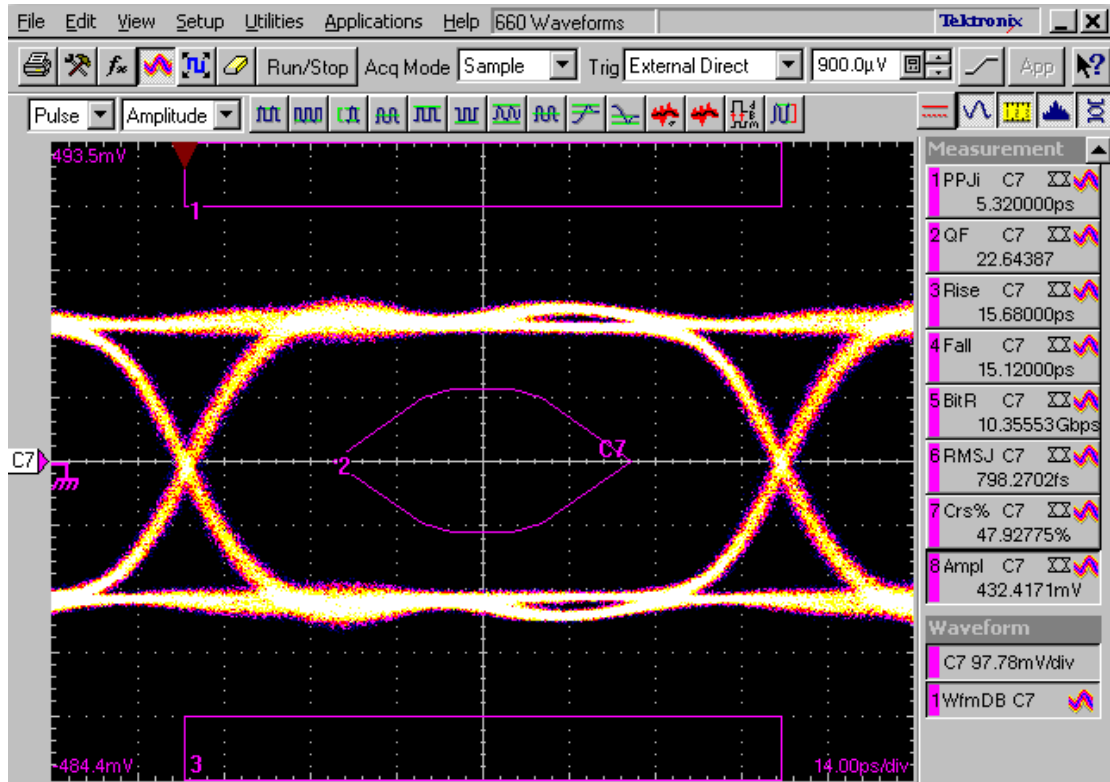 File Edit View Setup Utilities Applications Help 660 Waveforms Tektronix
Run/Stop Acq Mode Sample Trig External Direct 900.0µV App
Pulse Amplitude
493.5mV
1
C7
2
C7
3
-484.4mV
14.00ps/div
Measurement
1 PPJi C7
5.320000ps
2 QF C7
22.64387
3 Rise C7
15.68000ps
4 Fall C7
15.12000ps
5 BitR C7
10.35553Gbps
6 RMSJ C7
798.2702fs
7 Crs% C7
47.92775%
8 Ampl C7
432.4171mV
Waveform
C7 97.78mV/div
1 WfmDB C7